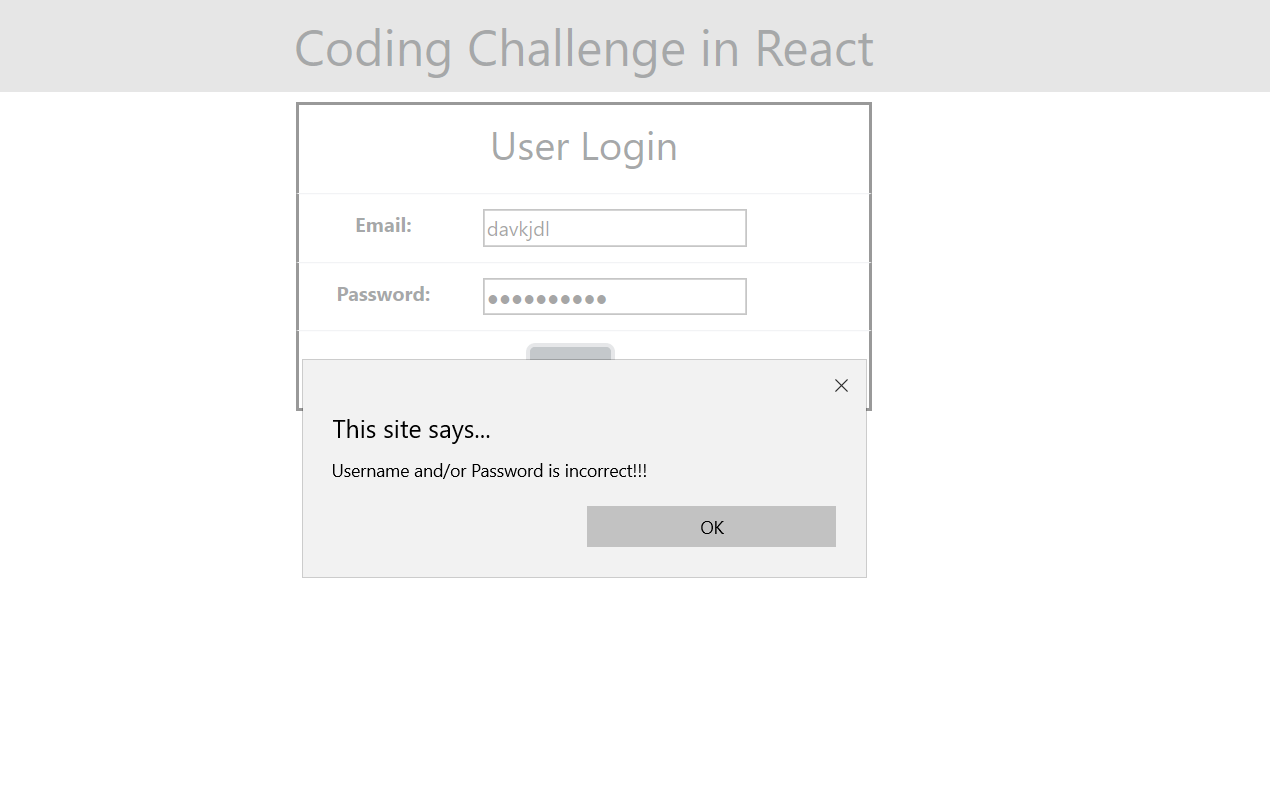 Coding Challenge in React
User Login
Email: davkjdl
Password: ●●●●●●●●●●
This site says...
Username and/or Password is incorrect!!!
OK